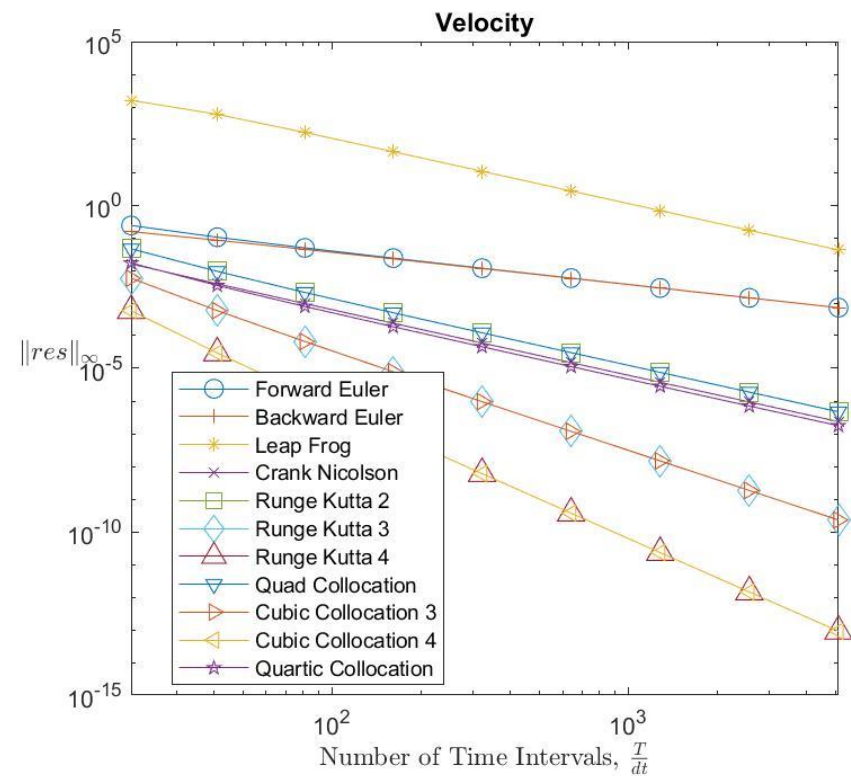 Velocity
10^5
10^0
10^-5
10^-10
10^-15
‖res‖∞
Forward Euler
Backward Euler
Leap Frog
Crank Nicolson
Runge Kutta 2
Runge Kutta 3
Runge Kutta 4
Quad Collocation
Cubic Collocation 3
Cubic Collocation 4
Quartic Collocation
10^2
10^3
Number of Time Intervals, T/dt